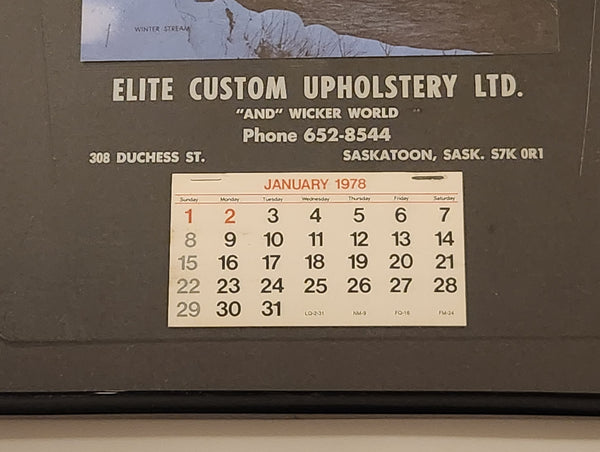 WINTER STREAM
ELITE CUSTOM UPHOLSTERY LTD.
"AND" WICKER WORLD
Phone 652-8544
308 DUCHESS ST. SASKATOON, SASK. S7K 0R1
JANUARY 1978
Sunday Monday Tuesday Wednesday Thursday Friday Saturday
1 2 3 4 5 6 7
8 9 10 11 12 13 14
15 16 17 18 19 20 21
22 23 24 25 26 27 28
29 30 31 LQ-2-31 NM-9 FQ-16 FM-24